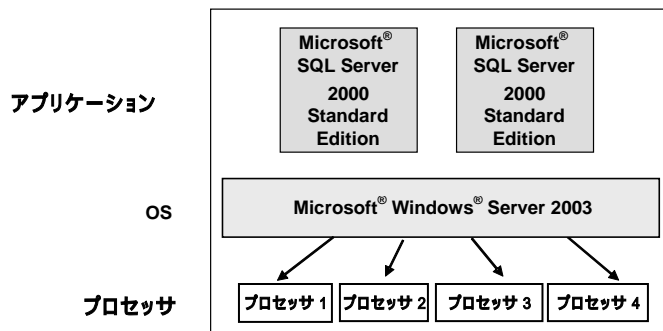 Microsoft® SQL Server 2000 Standard Edition
Microsoft® SQL Server 2000 Standard Edition
アプリケーション
OS
Microsoft® Windows® Server 2003
プロセッサ
プロセッサ 1
プロセッサ 2
プロセッサ 3
プロセッサ 4